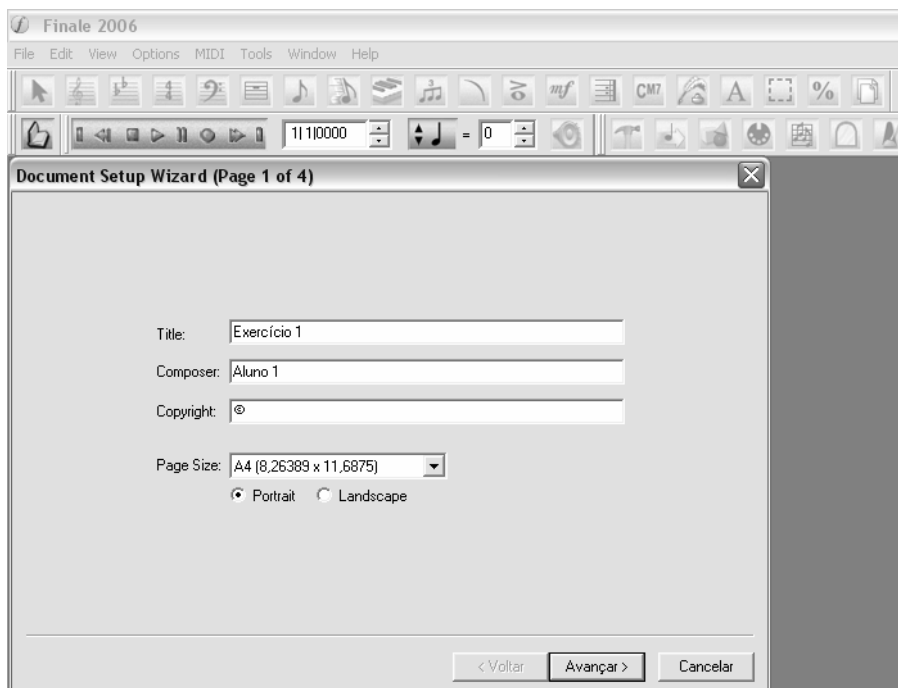 Finale 2006
File Edit View Options MIDI Tools Window Help
mf CM7 A %
1| 1|0000 = 0
Document Setup Wizard (Page 1 of 4)
Title: Exercício 1
Composer: Aluno 1
Copyright: ©
Page Size: A4 (8,26389 x 11,6875)
Portrait Landscape
< Voltar Avançar > Cancelar